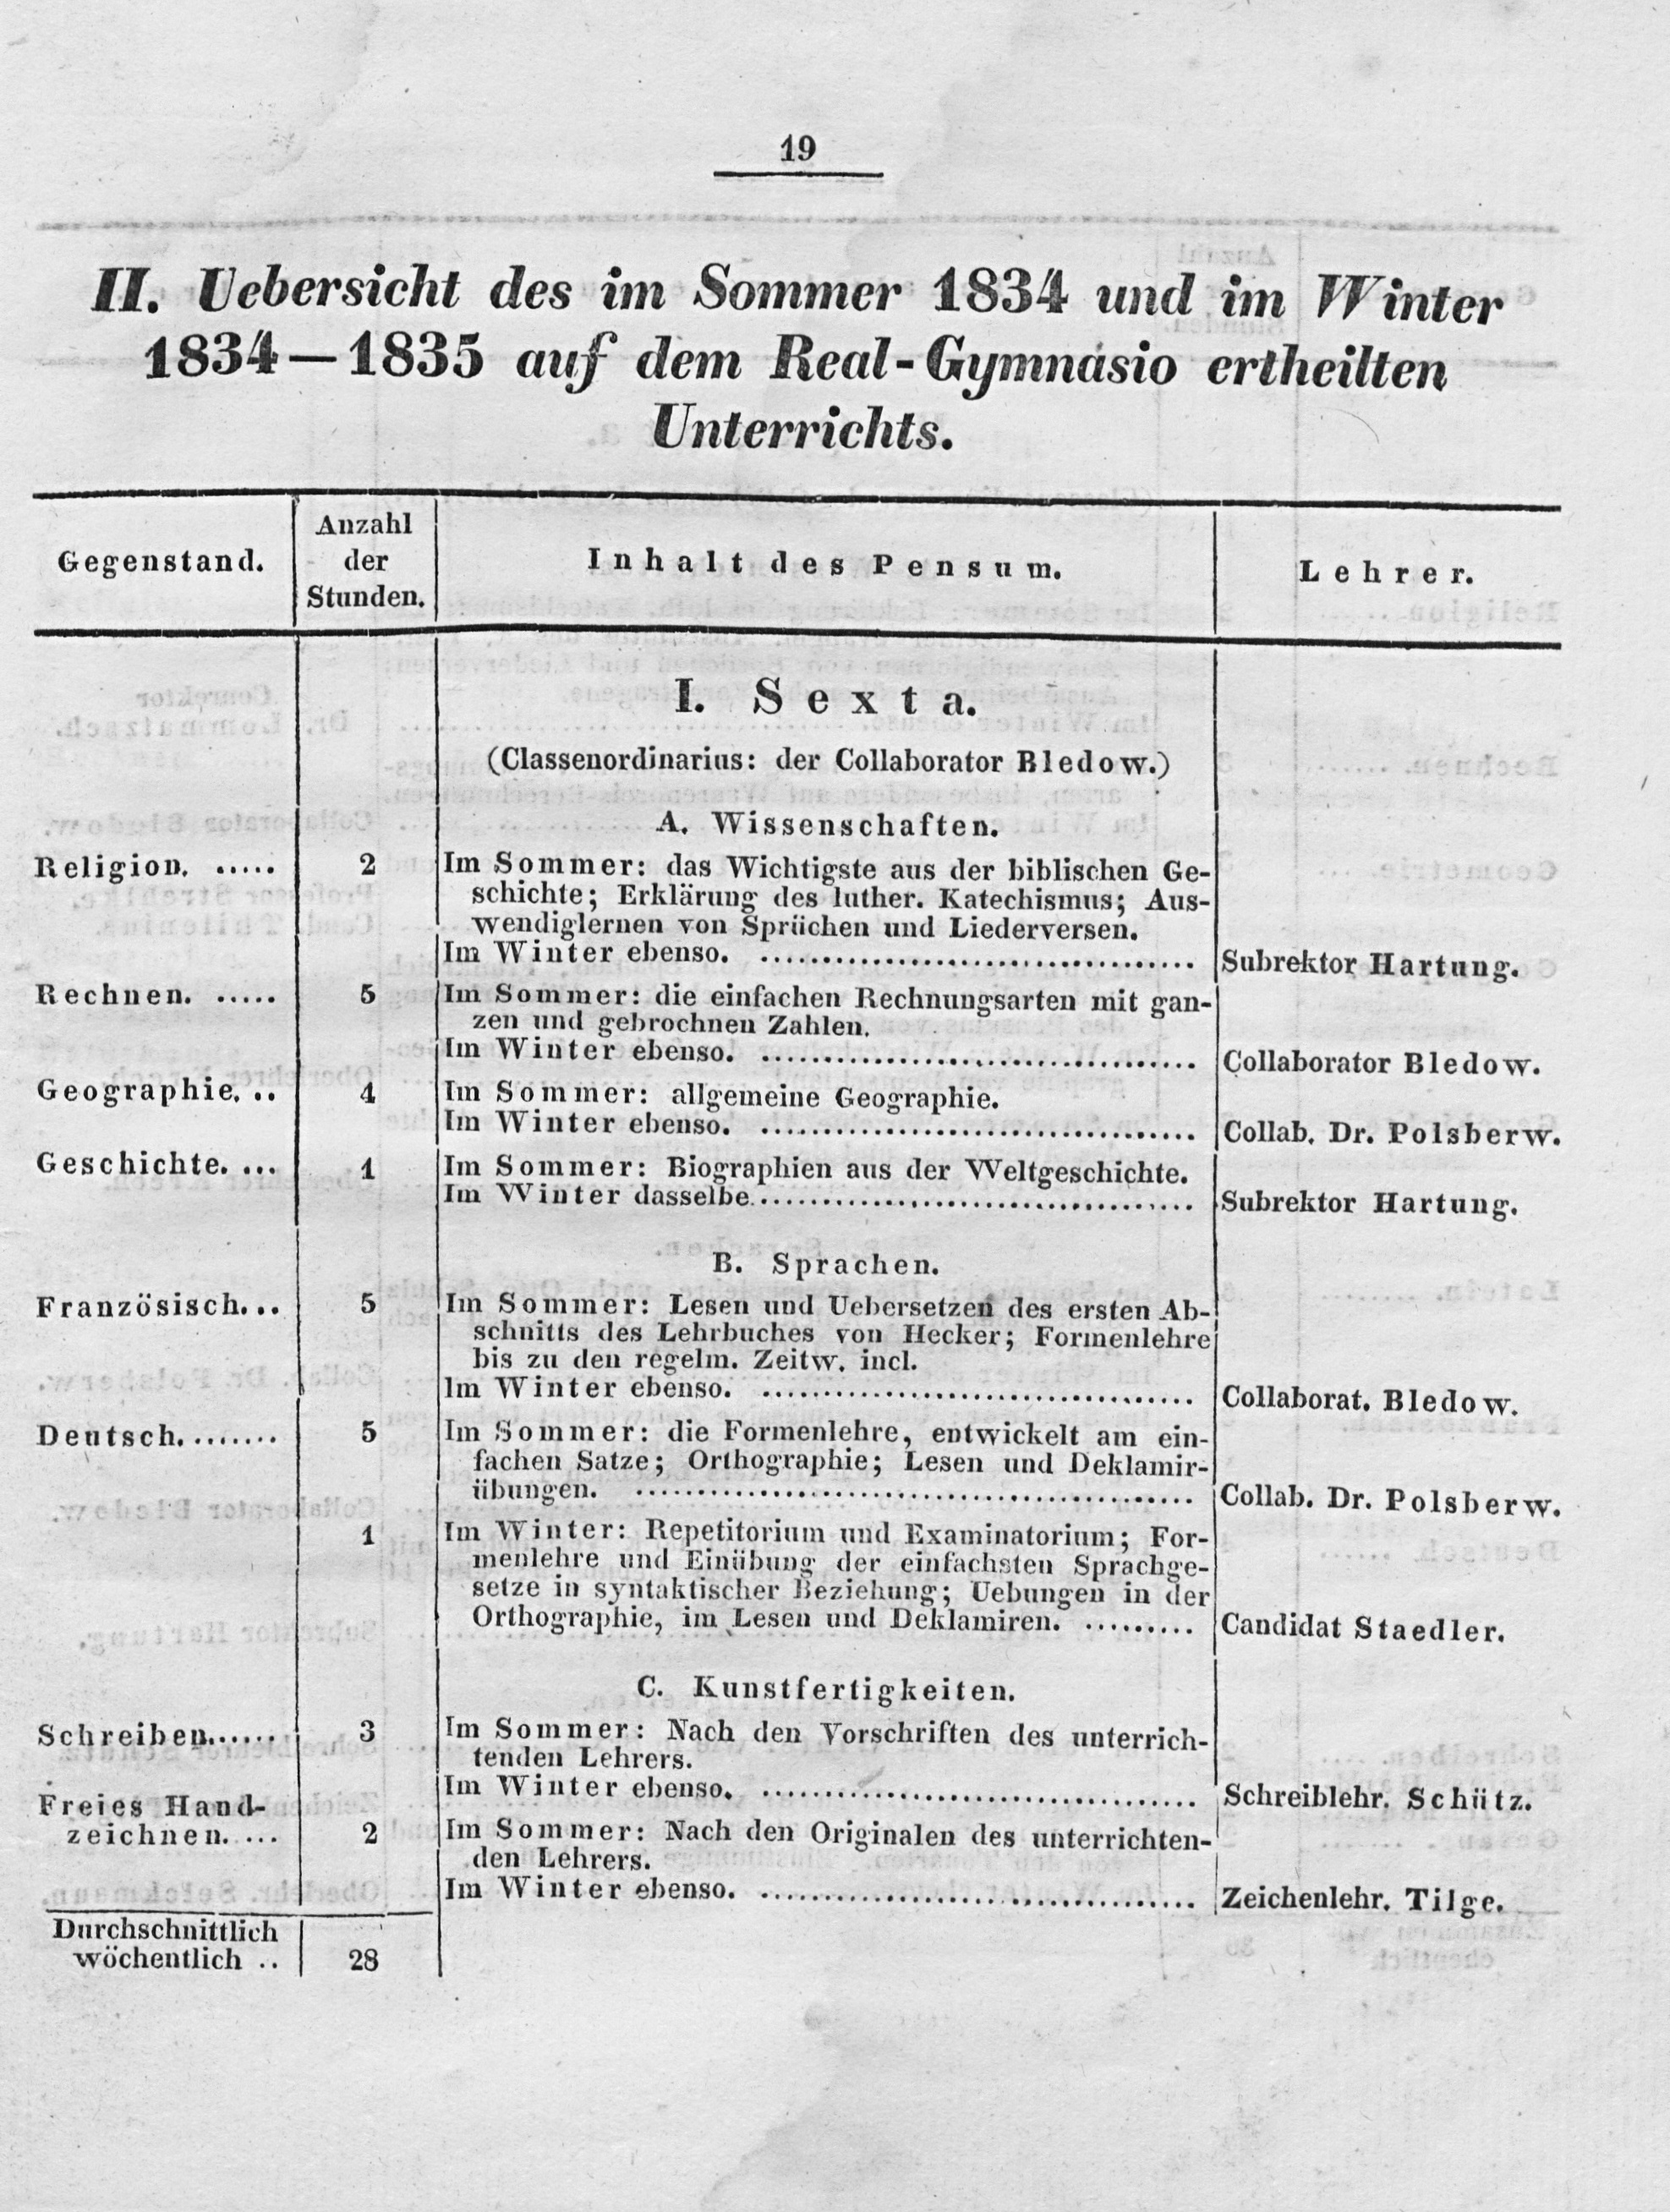 19
II. Uebersicht des im Sommer 1834 und im Winter
1834—1835 auf dem Real-Gymnasio ertheilten
Unterrichts.
Gegenstand.
Anzahl
der
Stunden.
Inhalt des Pensum.
Lehrer.
I. Sexta.
(Classenordinarius: der Collaborator Bledow.)
A. Wissenschaften.
Religion. ..... 2 Im Sommer: das Wichtigste aus der biblischen Ge-
schichte; Erklärung des luther. Katechismus; Aus-
wendiglernen von Sprüchen und Liederversen.
Im Winter ebenso. .................................... Subrektor Hartung.
Rechnen. ..... 5 Im Sommer: die einfachen Rechnungsarten mit gan-
zen und gebrochnen Zahlen.
Im Winter ebenso. .................................... Collaborator Bledow.
Geographie. .. 4 Im Sommer: allgemeine Geographie.
Im Winter ebenso. .................................... Collab. Dr. Polsberw.
Geschichte. ... 1 Im Sommer: Biographien aus der Weltgeschichte.
Im Winter dasselbe..................................... Subrektor Hartung.
B. Sprachen.
Französisch... 5 Im Sommer: Lesen und Uebersetzen des ersten Ab-
schnitts des Lehrbuches von Hecker; Formenlehre
bis zu den regelm. Zeitw. incl.
Im Winter ebenso. .................................... Collaborat. Bledow.
Deutsch........ 5 Im Sommer: die Formenlehre, entwickelt am ein-
fachen Satze; Orthographie; Lesen und Deklamir-
übungen. .............................................. Collab. Dr. Polsberw.
1 Im Winter: Repetitorium und Examinatorium; For-
menlehre und Einübung der einfachsten Sprachge-
setze in syntaktischer Beziehung; Uebungen in der
Orthographie, im Lesen und Deklamiren. ......... Candidat Staedler.
C. Kunstfertigkeiten.
Schreiben...... 3 Im Sommer: Nach den Vorschriften des unterrich-
tenden Lehrers.
Im Winter ebenso. .................................... Schreiblehr. Schütz.
Freies Hand-
zeichnen. ... 2 Im Sommer: Nach den Originalen des unterrichten-
den Lehrers.
Im Winter ebenso. .................................... Zeichenlehr. Tilge.
Durchschnittlich
wöchentlich .. 28